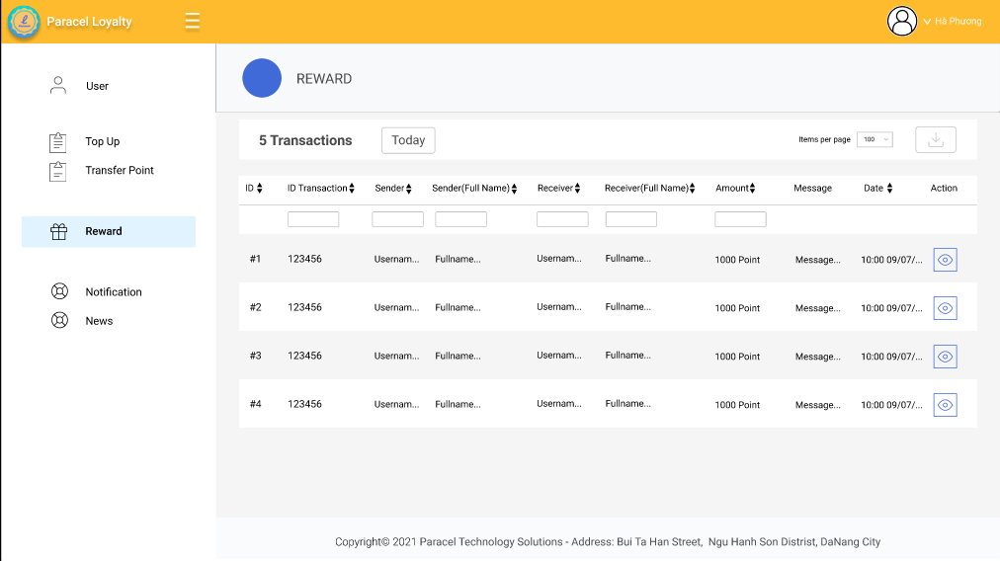 Paracel Loyalty
Hà Phương
User
Top Up
Transfer Point
Reward
Notification
News
REWARD
5 Transactions Today Items per page 100
ID ID Transaction Sender Sender(Full Name) Receiver Receiver(Full Name) Amount Message Date Action
#1 123456 Usernam... Fullname... Usernam... Fullname... 1000 Point Message... 10:00 09/07/...
#2 123456 Usernam... Fullname... Usernam... Fullname... 1000 Point Message... 10:00 09/07/...
#3 123456 Usernam... Fullname... Usernam... Fullname... 1000 Point Message... 10:00 09/07/...
#4 123456 Usernam... Fullname... Usernam... Fullname... 1000 Point Message... 10:00 09/07/...
Copyright© 2021 Paracel Technology Solutions - Address: Bui Ta Han Street, Ngu Hanh Son Distrist, DaNang City